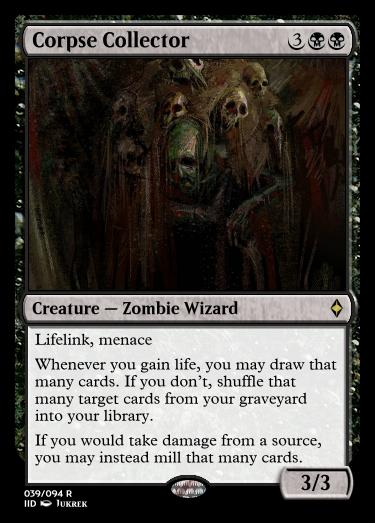 Corpse Collector 3
Creature — Zombie Wizard
Lifelink, menace
Whenever you gain life, you may draw that
many cards. If you don't, shuffle that
many target cards from your graveyard
into your library.
If you would take damage from a source,
you may instead mill that many cards.
3/3
039/094 R
IID JUKREK